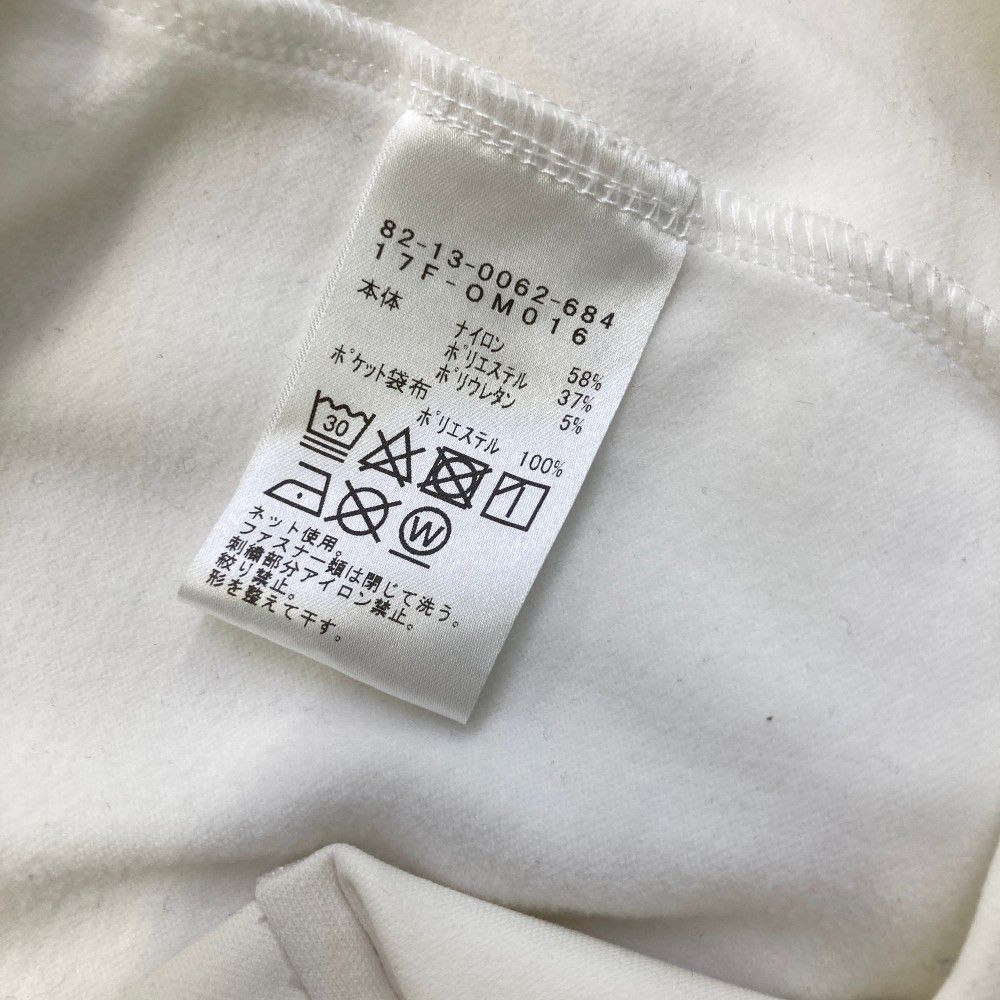 82-13-0062-684
17F-OM016
本体
ナイロン 58%
ポリエステル 37%
ポリウレタン 5%
ポケット袋布
ポリエステル 100%
30
W
ネット使用。
ファスナー類は閉じて洗う。
刺繍部分アイロン禁止。
絞り禁止。
形を整えて干す。